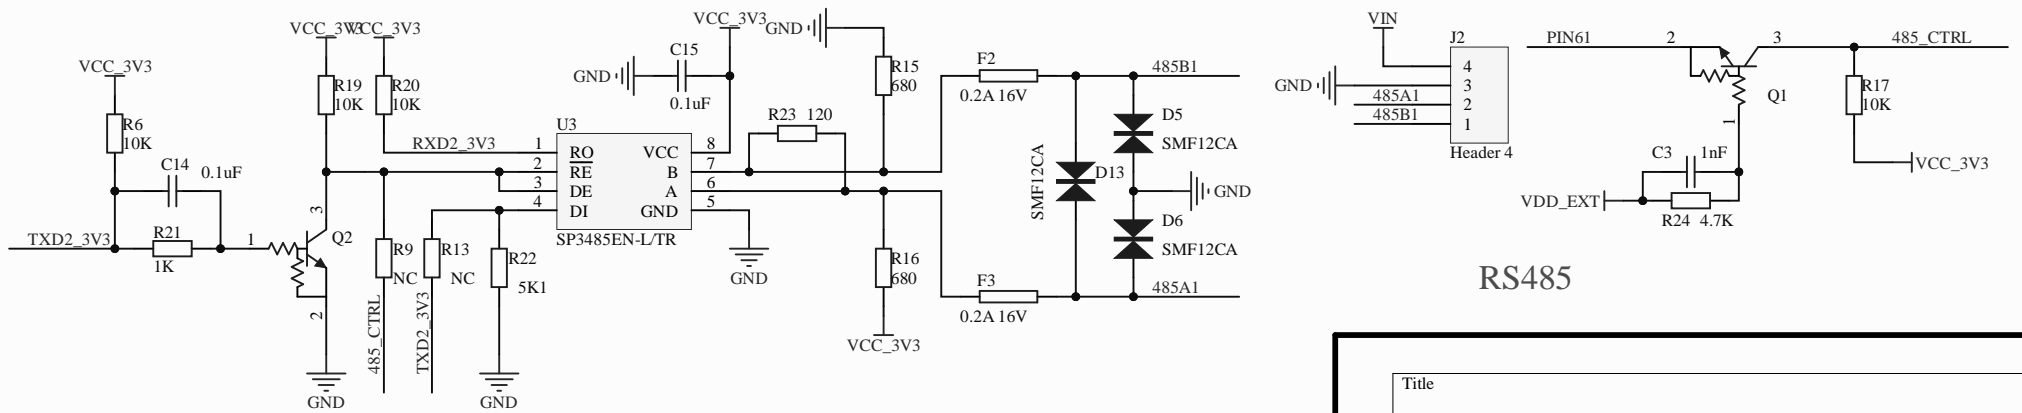 VCC_3V3
R6
10K
C14
0.1uF
TXD2_3V3
R21
1K
1
3
Q2
2
GND
VCC_3V3
R19
10K
VCC_3V3
R20
10K
RXD2_3V3
R9
NC
485_CTRL
R13
NC
TXD2_3V3
R22
5K1
GND
U3
1
2
3
4
RO
RE
DE
DI
VCC
B
A
GND
8
7
6
5
SP3485EN-L/TR
GND
GND
C15
0.1uF
VCC_3V3
GND
R15
680
R23 120
R16
680
VCC_3V3
F2
0.2A 16V
F3
0.2A 16V
485B1
485A1
SMF12CA
D13
D5
SMF12CA
GND
D6
SMF12CA
VIN
GND
485A1
485B1
J2
4
3
2
1
Header 4
PIN61
2
3
485_CTRL
Q1
1
R17
10K
VCC_3V3
C3
1nF
VDD_EXT
R24 4.7K
RS485
Title